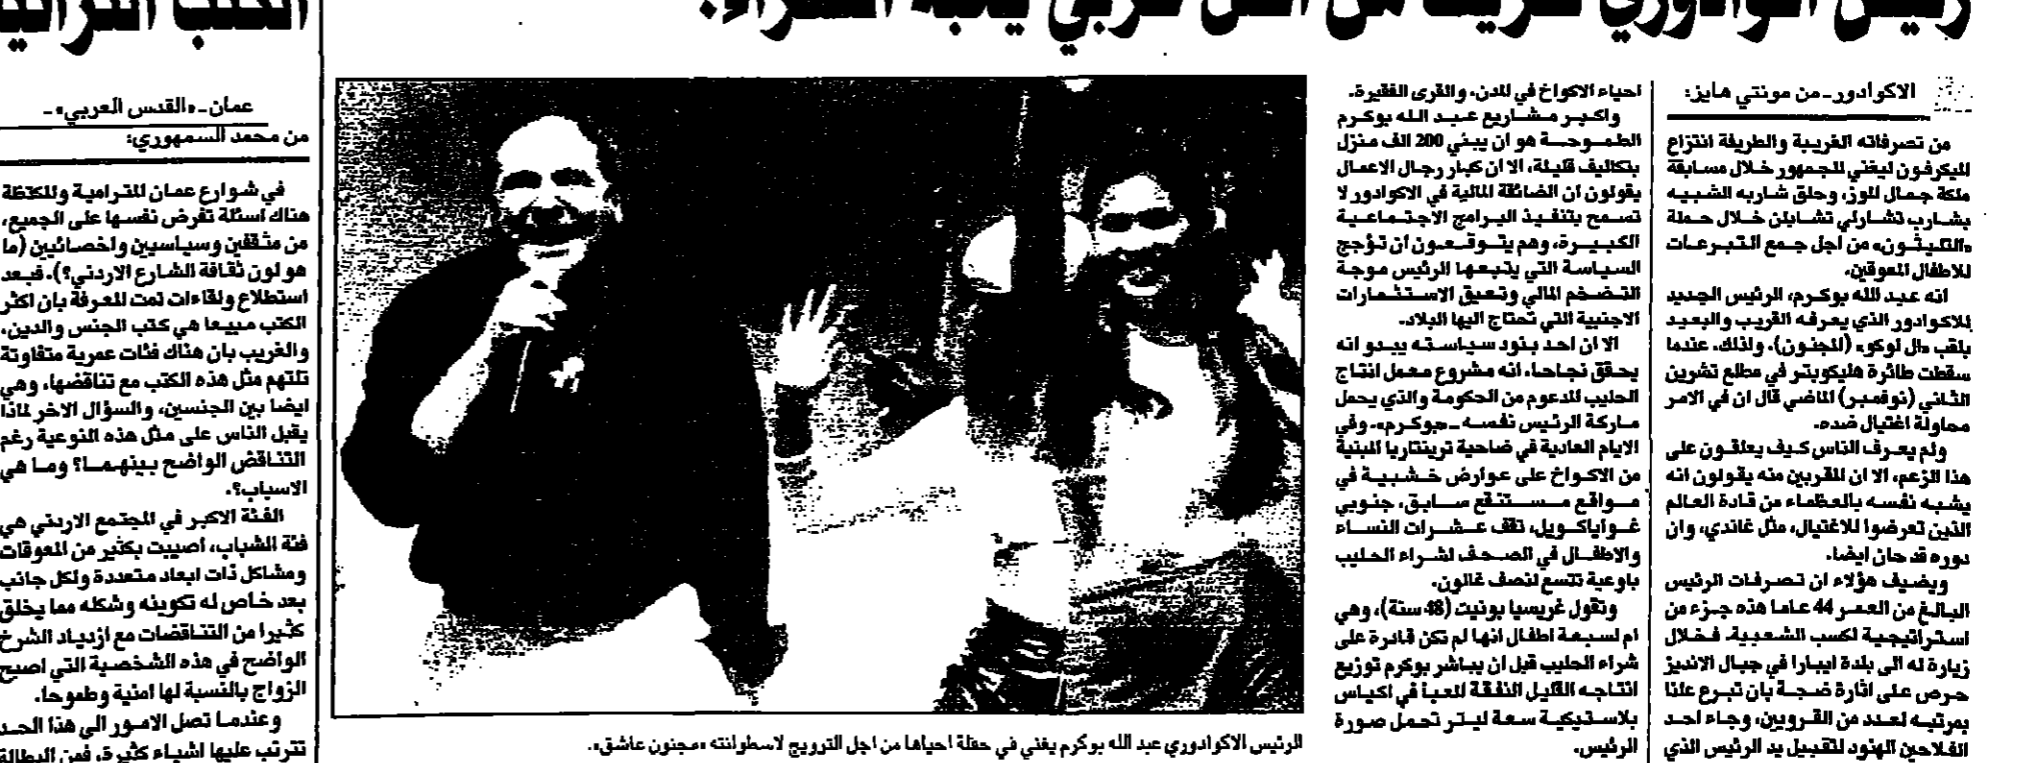 رئيس اكوادوري غريب من اصل عربي يحبه الفقراء!
الاكوادور ـ من مونتي هايز:
من تصرفاته الغريبة والطريفة انتزاع
الميكرفون ليغني للجمهور خلال مسابقة
ملكة جمال الموز، وحلق شاربه الشبيه
بشارب تشارلي تشابلن خلال حملة
«التليثون» من اجل جمع التبرعات
للاطفال المعوقين.
انه عبد الله بوكرم، الرئيس الجديد
للاكوادور الذي يعرفه القريب والبعيد
بلقب «ال لوكو» (المجنون). ولذلك، عندما
سقطت طائرة هليكوبتر في مطلع تشرين
الثاني (نوفمبر) الماضي قال ان في الامر
محاولة اغتيال ضده.
ولم يعرف الناس كيف يعلقون على
هذا الزعم، الا ان المقربين منه يقولون انه
يشبه نفسه بالعظماء من قادة العالم
الذين تعرضوا للاغتيال، مثل غاندي، وان
دوره قد حان ايضا.
ويضيف هؤلاء ان تصرفات الرئيس
البالغ من العمر 44 عاما هذه جزء من
استراتيجية لكسب الشعبية. فخلال
زيارة له الى بلدة ايبارا في جبال الانديز
حرص على اثارة ضجة بان تبرع علنا
بمرتبه لعدد من القرويين، وجاء احد
الفلاحين الهنود لتقبيل يد الرئيس الذي
احياء الاكواخ في المدن، والقرى الفقيرة.
واكبر مشاريع عبد الله بوكرم
الطموحة هو ان يبني 200 الف منزل
بتكاليف قليلة، الا ان كبار رجال الاعمال
يقولون ان الضائقة المالية في الاكوادور لا
تسمح بتنفيذ البرامج الاجتماعية
الكبيرة، وهم يتوقعون ان تؤجج
السياسة التي يتبعها الرئيس موجة
التضخم المالي وتعيق الاستثمارات
الاجنبية التي تحتاج اليها البلاد.
الا ان احد بنود سياسته يبدو انه
يحقق نجاحا، انه مشروع معمل انتاج
الحليب المدعوم من الحكومة والذي يحمل
ماركة الرئيس نفسه ـ «بوكرم». وفي
الايام العادية في ضاحية ترينتاريا المبنية
من الاكواخ على عوارض خشبية في
مواقع مستنقع سابق، جنوبي
غواياكويل، تقف عشرات النساء
والاطفال في الصحف لشراء الحليب
باوعية تتسع لنصف غالون.
وتقول غريسيا بونيت (48 سنة)، وهي
ام لسبعة اطفال انها لم تكن قادرة على
شراء الحليب قبل ان يباشر بوكرم توزيع
انتاجه القليل النفقة المعبأ في اكياس
بلاستيكية سعة ليتر تحمل صورة
الرئيس.
الرئيس الاكوادوري عبد الله بوكرم يغني في حفلة احياها من اجل الترويج لاسطوانته «مجنون عاشق».
عمان ـ «القدس العربي» ـ
من محمد السمهوري:
في شوارع عمان المترامية والمكتظة
هناك اسئلة تفرض نفسها على الجميع،
من مثقفين وسياسيين واخصائيين (ما
هو لون ثقافة الشارع الاردني؟). فبعد
استطلاع ولقاءات تمت المعرفة بان اكثر
الكتب مبيعا هي كتب الجنس والدين.
والغريب بان هناك فئات عمرية متفاوتة
تلتهم مثل هذه الكتب مع تناقضها، وهي
ايضا بين الجنسين، والسؤال الاخر لماذا
يقبل الناس على مثل هذه النوعية رغم
التناقض الواضح بينهما؟ وما هي
الاسباب؟.
الفئة الاكبر في المجتمع الاردني هي
فئة الشباب، اصيبت بكثير من المعوقات
ومشاكل ذات ابعاد متعددة ولكل جانب
بعد خاص له تكوينه وشكله مما يخلق
كثيرا من التناقضات مع ازدياد الشرخ
الواضح في هذه الشخصية التي اصبح
الزواج بالنسبة لها امنية وطموحا.
وعندما تصل الامور الى هذا الحد
تترتب عليها اشياء كثيرة، فمن البطالة